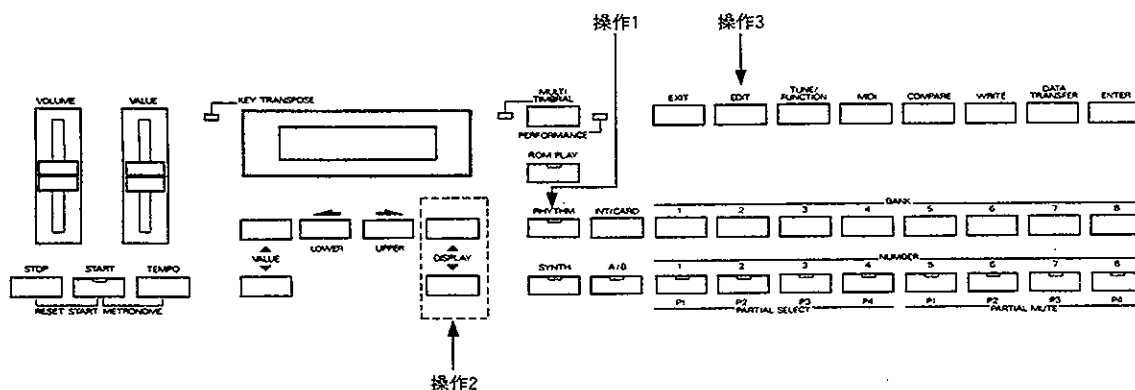 操作1 操作3
VOLUME VALUE KEY TRANSPOSE MULTI TIMBRAL EXIT EDIT TUNE/FUNCTION MIDI COMPARE WRITE DATA TRANSFER ENTER
PERFORMANCE
ROM PLAY
RHYTHM INT/CARD BANK
1 2 3 4 5 6 7 8
VALUE LOWER UPPER DISPLAY
STOP START TEMPO SYNTH A/B NUMBER
1 2 3 4 5 6 7 8
RESET START METRONOME
P1 P2 P3 P4 P1 P2 P3 P4
PARTIAL SELECT PARTIAL MUTE
操作2